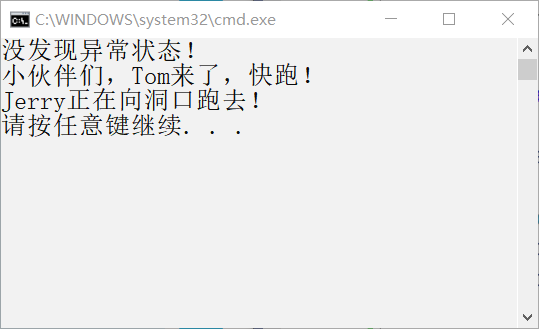 C:\WINDOWS\system32\cmd.exe
没发现异常状态！
小伙伴们，Tom来了，快跑！
Jerry正在向洞口跑去！
请按任意键继续. . .